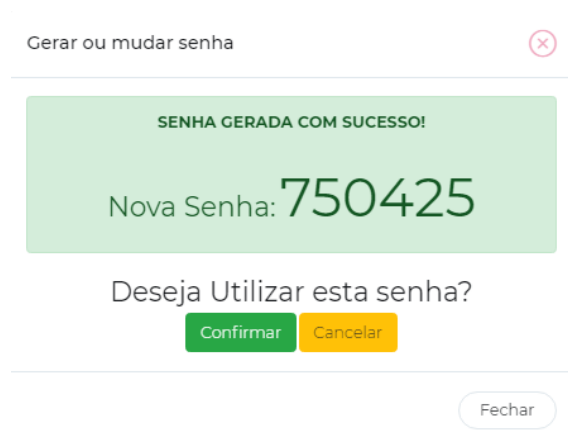 Gerar ou mudar senha
SENHA GERADA COM SUCESSO!
Nova Senha: 750425
Deseja Utilizar esta senha?
Confirmar Cancelar
Fechar